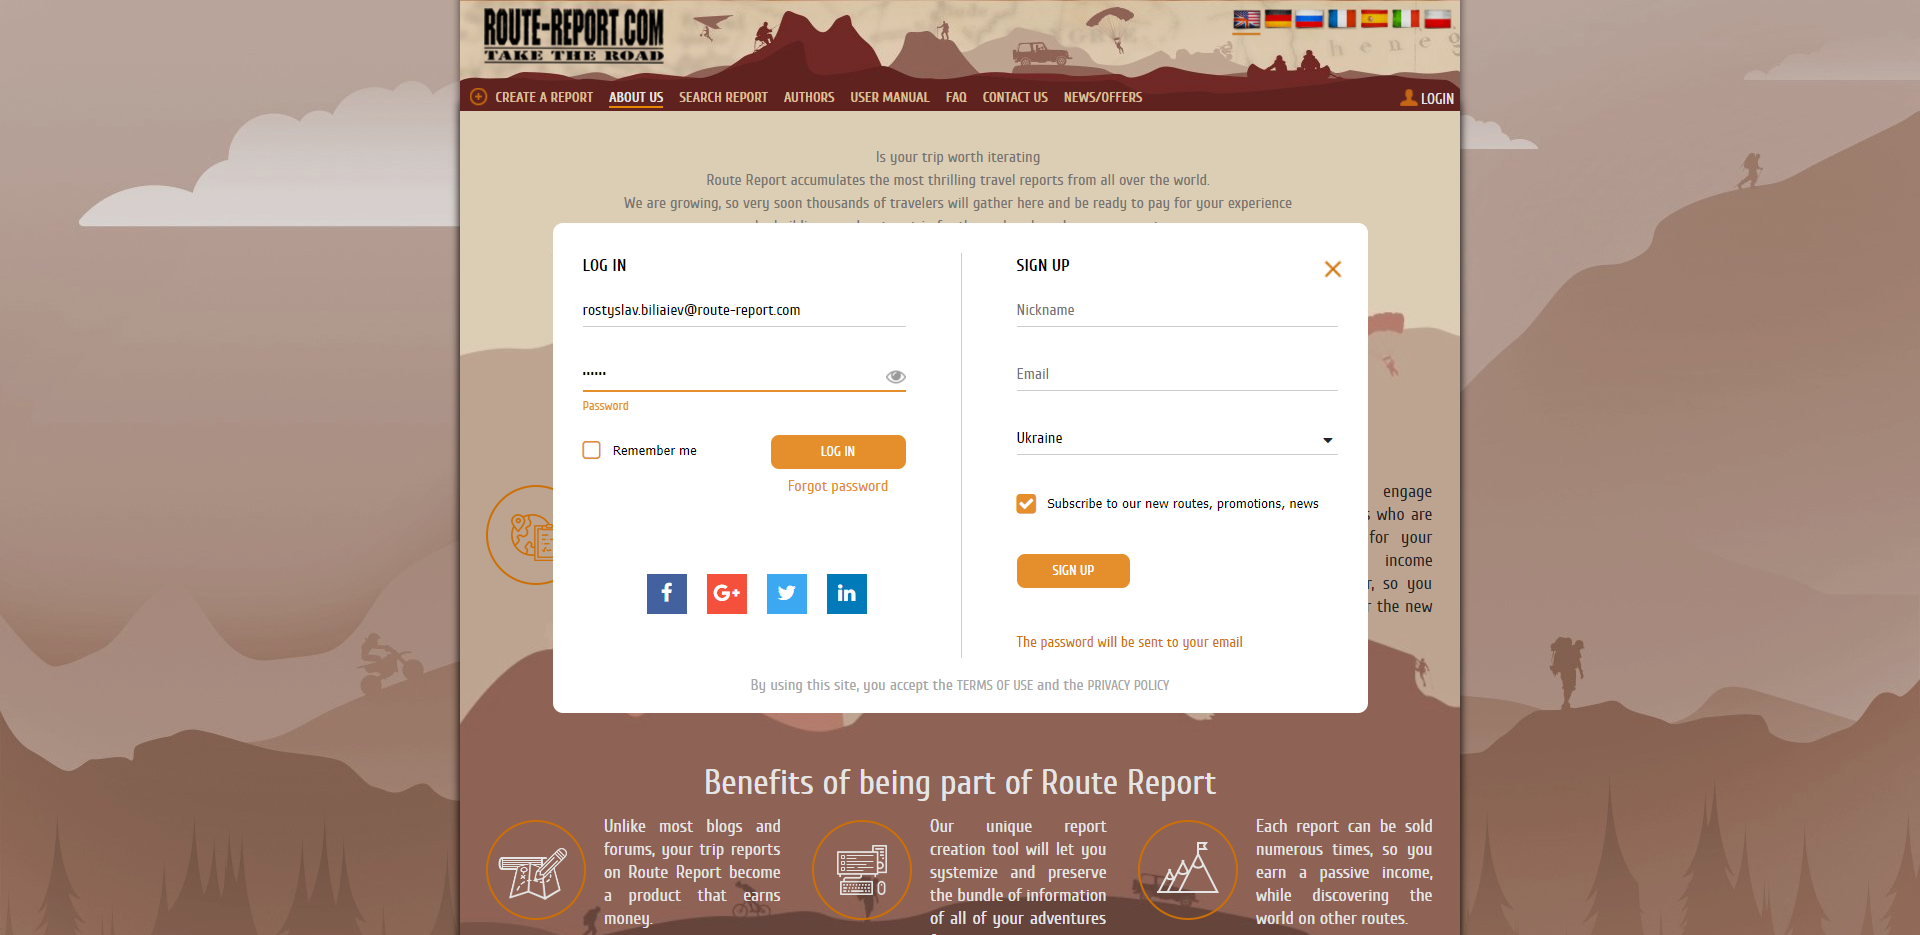 ROUTE-REPORT.COM
TAKE THE ROAD
CREATE A REPORT ABOUT US SEARCH REPORT AUTHORS USER MANUAL FAQ CONTACT US NEWS/OFFERS LOGIN
Is your trip worth iterating
Route Report accumulates the most thrilling travel reports from all over the world.
We are growing, so very soon thousands of travelers will gather here and be ready to pay for your experience
LOG IN
rostyslav.biliaiev@route-report.com
Password
Remember me
LOG IN
Forgot password
SIGN UP
Nickname
Email
Ukraine
Subscribe to our new routes, promotions, news
SIGN UP
The password will be sent to your email
By using this site, you accept the TERMS OF USE and the PRIVACY POLICY
engage
who are
for your
income
so you
the new
Benefits of being part of Route Report
Unlike most blogs and
forums, your trip reports
on Route Report become
a product that earns
money.
Our unique report
creation tool will let you
systemize and preserve
the bundle of information
of all of your adventures
Each report can be sold
numerous times, so you
earn a passive income,
while discovering the
world on other routes.